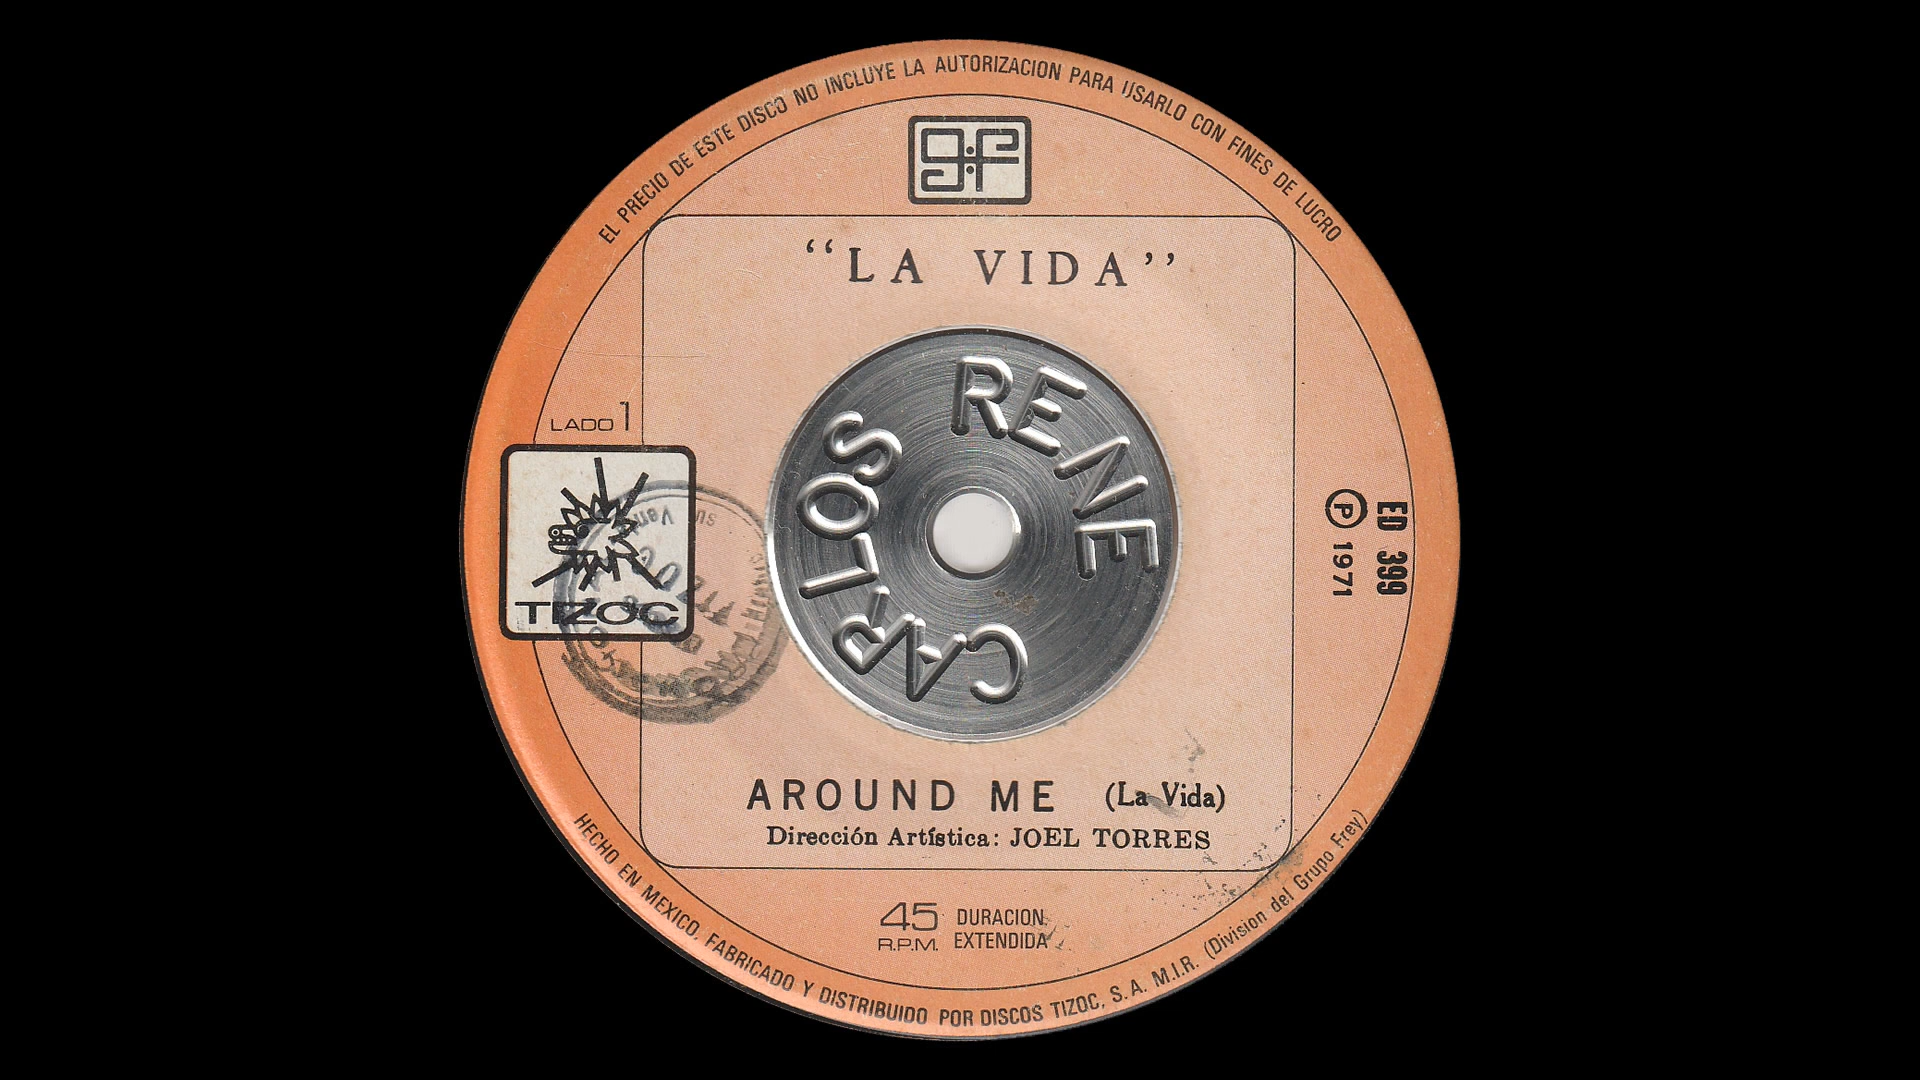 EL PRECIO DE ESTE DISCO NO INCLUYE LA AUTORIZACION PARA USARLO CON FINES DE LUCRO
gf
“LA VIDA”
LADO 1
TIZOC
CARLOS RENE
ED 399
Ⓟ 1971
AROUND ME (La Vida)
Dirección Artística: JOEL TORRES
45 DURACION
R.P.M. EXTENDIDA
HECHO EN MEXICO, FABRICADO Y DISTRIBUIDO POR DISCOS TIZOC, S. A. M.I.R. (Division del Grupo Frey)